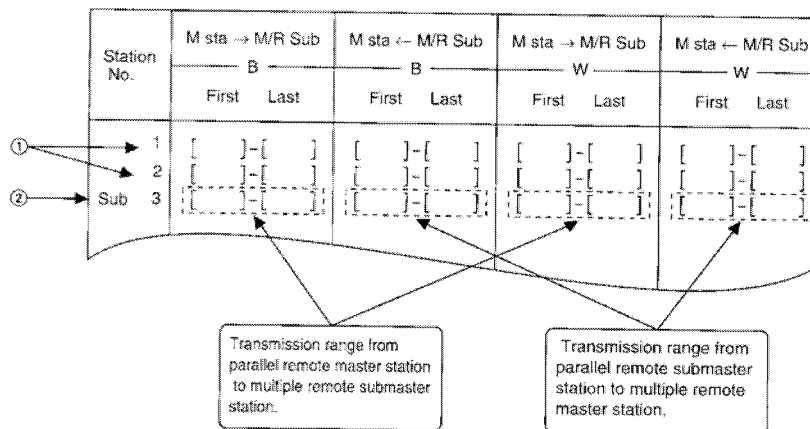 Station
No.
M sta → M/R Sub
B
First Last
M sta ← M/R Sub
B
First Last
M sta → M/R Sub
W
First Last
M sta ← M/R Sub
W
First Last
① 1 [ ]-[ ] [ ]-[ ] [ ]-[ ] [ ]-[ ]
2 [ ]-[ ] [ ]-[ ] [ ]-[ ] [ ]-[ ]
② Sub 3 [ ]-[ ] [ ]-[ ] [ ]-[ ] [ ]-[ ]
Transmission range from
parallel remote master station
to multiple remote submaster
station.
Transmission range from
parallel remote submaster
station to multiple remote
master station.